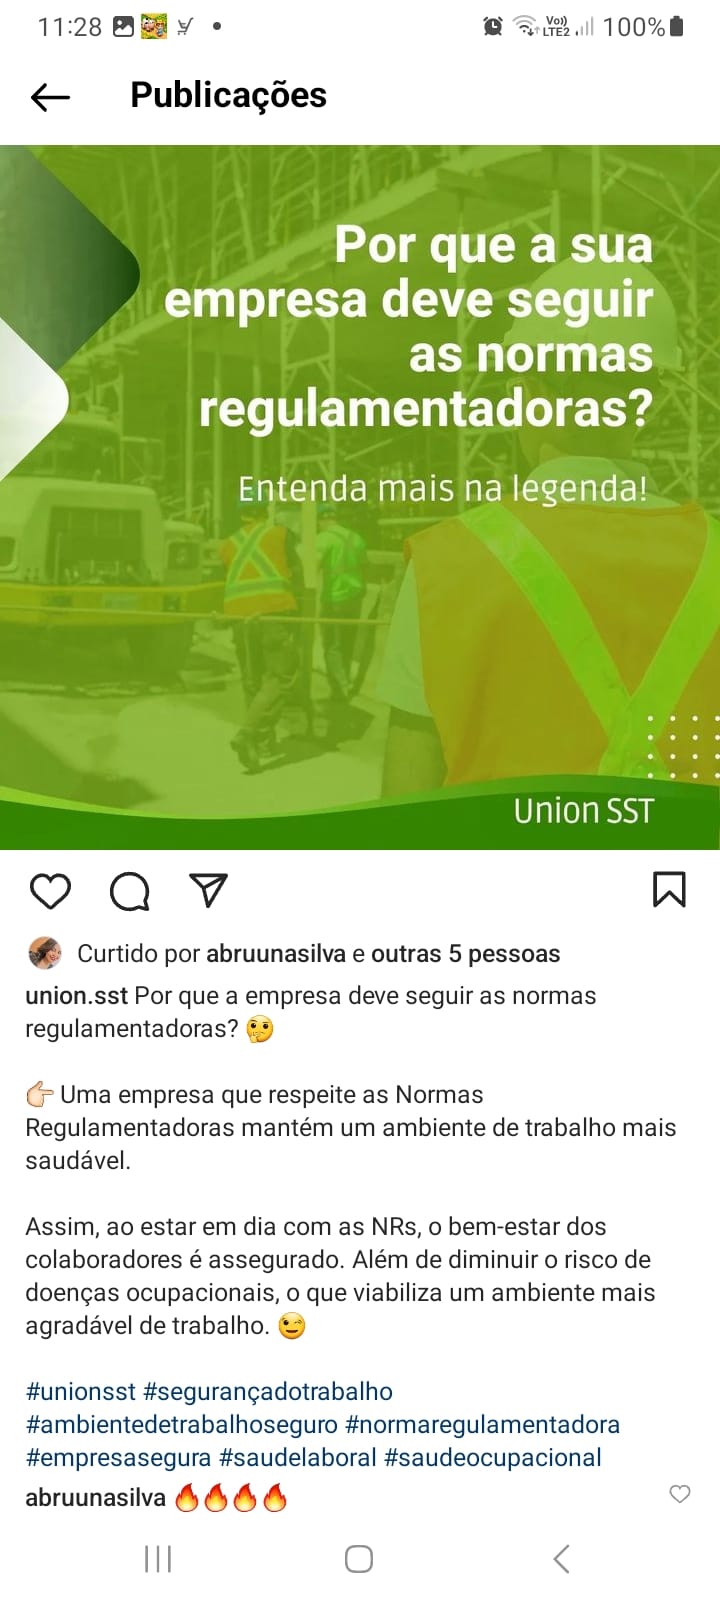 11:28
Vo))
LTE2
100%
Publicações
Por que a sua
empresa deve seguir
as normas
regulamentadoras?
Entenda mais na legenda!
Union SST
Curtido por abruunasilva e outras 5 pessoas
union.sst Por que a empresa deve seguir as normas
regulamentadoras? 🤔
👉🏻 Uma empresa que respeite as Normas
Regulamentadoras mantém um ambiente de trabalho mais
saudável.
Assim, ao estar em dia com as NRs, o bem-estar dos
colaboradores é assegurado. Além de diminuir o risco de
doenças ocupacionais, o que viabiliza um ambiente mais
agradável de trabalho. 😉
#unionsst #segurançadotrabalho
#ambientedetrabalhoseguro #normaregulamentadora
#empresasegura #saudelaboral #saudeocupacional
abruunasilva 🔥🔥🔥🔥